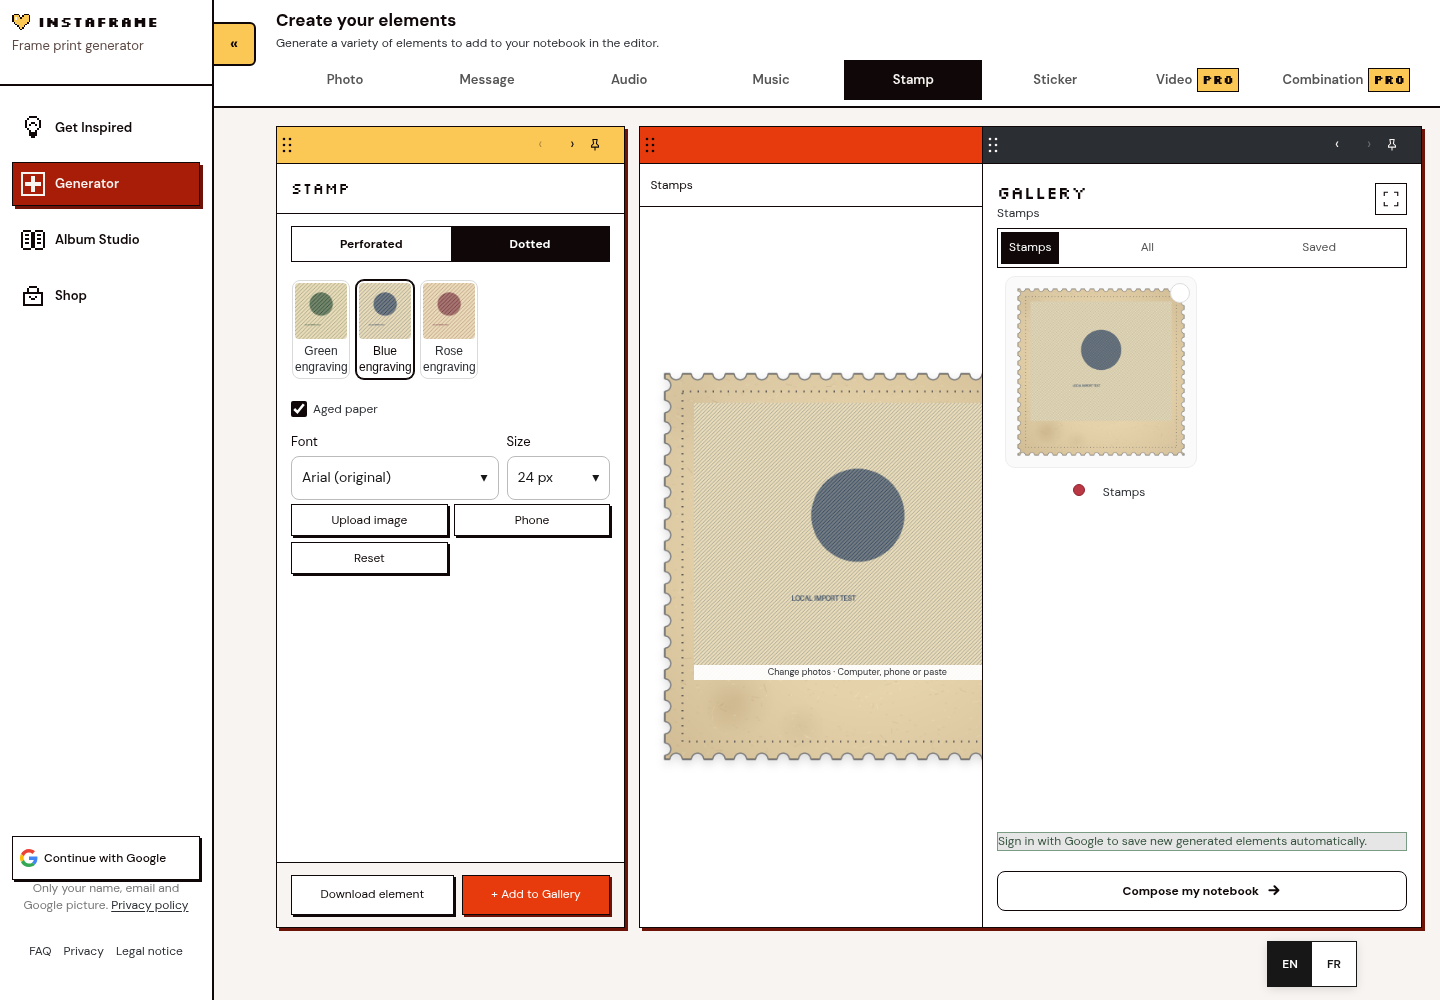 INSTAFRAME
Frame print generator
Get Inspired
Generator
Album Studio
Shop
Continue with Google
Only your name, email and
Google picture. Privacy policy
FAQ Privacy Legal notice
«
Create your elements
Generate a variety of elements to add to your notebook in the editor.
Photo Message Audio Music Stamp Sticker Video PRO Combination PRO
STAMP
Perforated Dotted
Green engraving
Blue engraving
Rose engraving
Aged paper
Font Size
Arial (original) 24 px
Upload image Phone
Reset
Download element + Add to Gallery
Stamps
LOCAL IMPORT TEST
Change photos · Computer, phone or paste
GALLERY
Stamps
Stamps All Saved
LOCAL IMPORT TEST
Stamps
Sign in with Google to save new generated elements automatically.
Compose my notebook →
EN FR